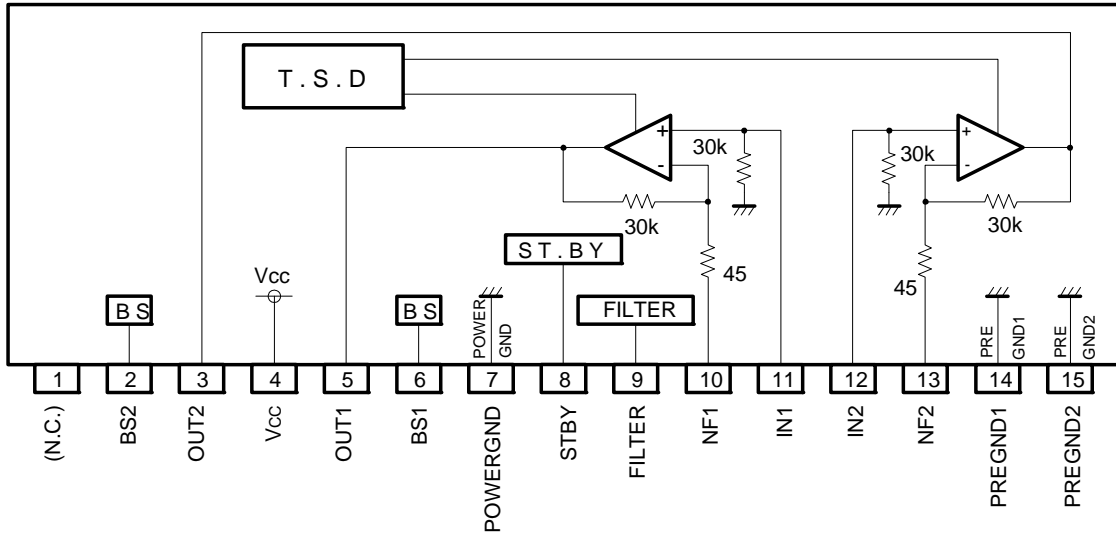 T.S.D
+
-
30k
30k
45
+
-
30k
30k
45
ST.BY
Vcc
BS
BS
POWER
GND
FILTER
PRE
GND1
PRE
GND2
1
2
3
4
5
6
7
8
9
10
11
12
13
14
15
(N.C.)
BS2
OUT2
Vcc
OUT1
BS1
POWERGND
STBY
FILTER
NF1
IN1
IN2
NF2
PREGND1
PREGND2